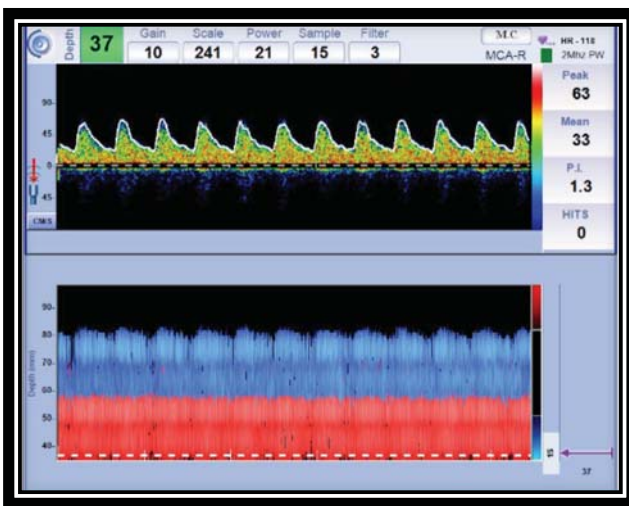 Depth 37 Gain Scale Power Sample Filter M.C HR - 118
10 241 21 15 3 MCA-R 2Mhz PW
Peak
63
Mean
33
P.I.
1.3
HITS
0
90-
45
0
45
CM/S
Depth (mm)
90-
80-
70-
60-
50-
40-
15
37